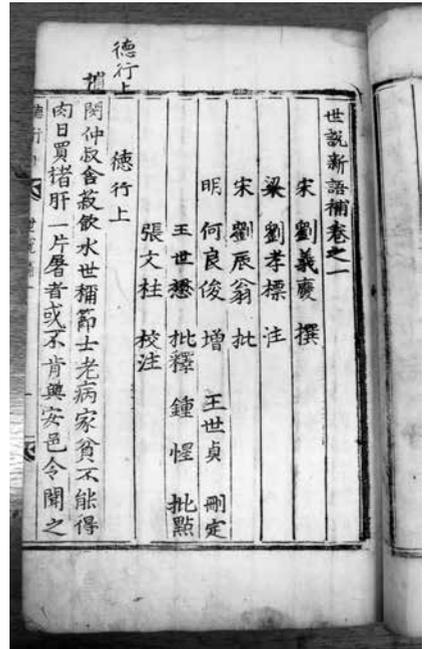 世說新語補卷之一
宋 劉義慶 撰
梁 劉孝標 注
宋 劉辰翁 批
明 何良俊 增 王世貞 刪定
王世懋 批釋 鍾惺 批點
張文柱 校注
德行上
德行上
補
閔仲叔含菽飲水世稱節士老病家貧不能得
肉日買猪肝一片屠者或不肯與安邑令聞之